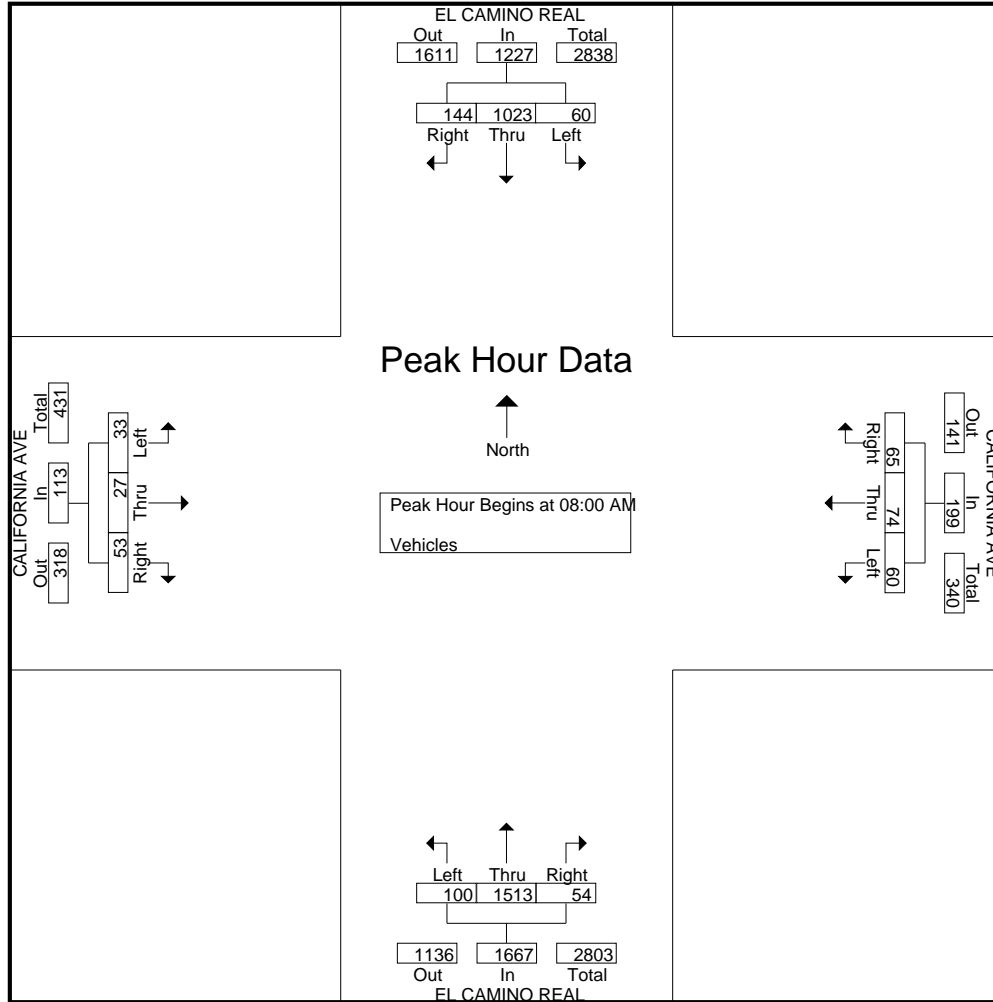 EL CAMINO REAL
Out In Total
1611 1227 2838
144 1023 60
Right Thru Left
Peak Hour Data
North
Peak Hour Begins at 08:00 AM
Vehicles
CALIFORNIA AVE
Out In Total
318 113 431
33 27 53
Left Thru Right
CALIFORNIA AVE
Out In Total
141 199 340
65 74 60
Right Thru Left
Left Thru Right
100 1513 54
1136 1667 2803
Out In Total
EL CAMINO REAL